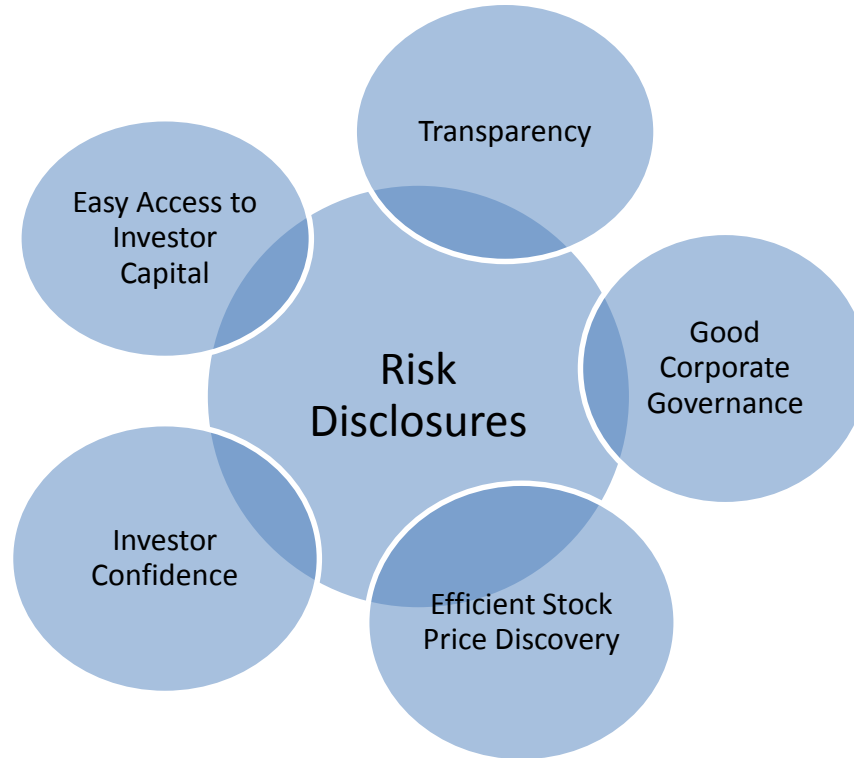 Transparency
Easy Access to
Investor
Capital
Good
Corporate
Governance
Risk
Disclosures
Investor
Confidence
Efficient Stock
Price Discovery